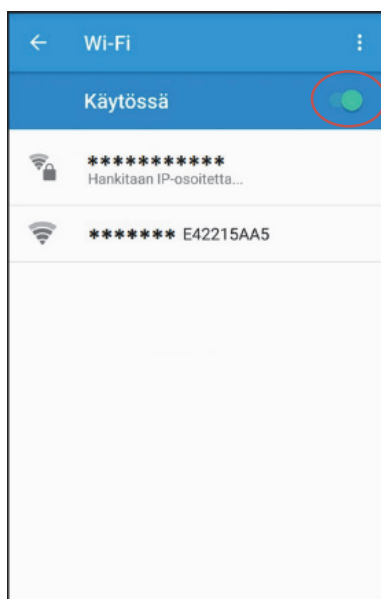 Wi-Fi
Käytössä
***********
Hankitaan IP-osoitetta...
******* E42215AA5